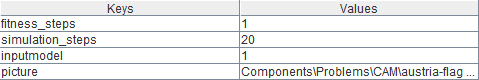 Keys Values
fitness_steps 1
simulation_steps 20
inputmodel 1
picture Components\Problems\CAM\austria-flag ...